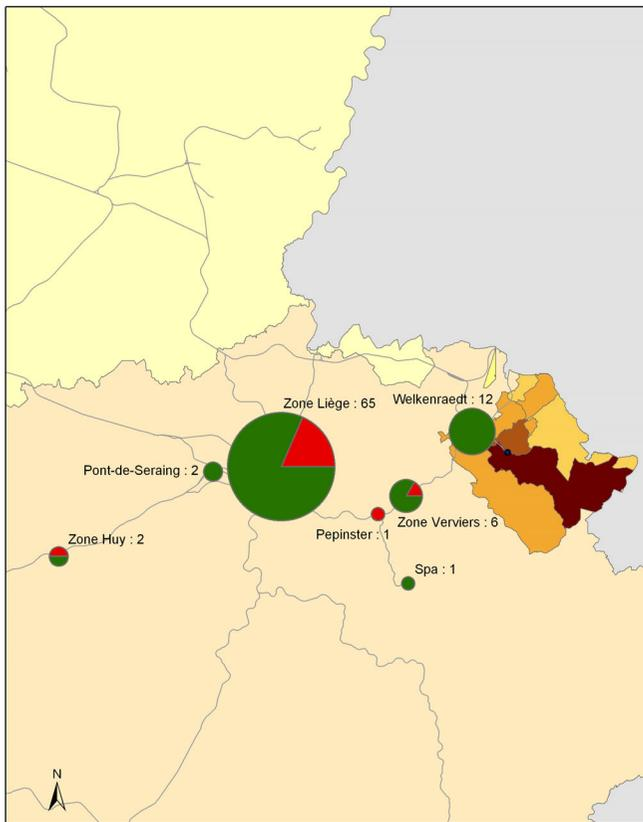 Zone Liège : 65
Welkenraedt : 12
Pont-de-Seraing : 2
Zone Verviers : 6
Pepinster : 1
Zone Huy : 2
Spa : 1
N